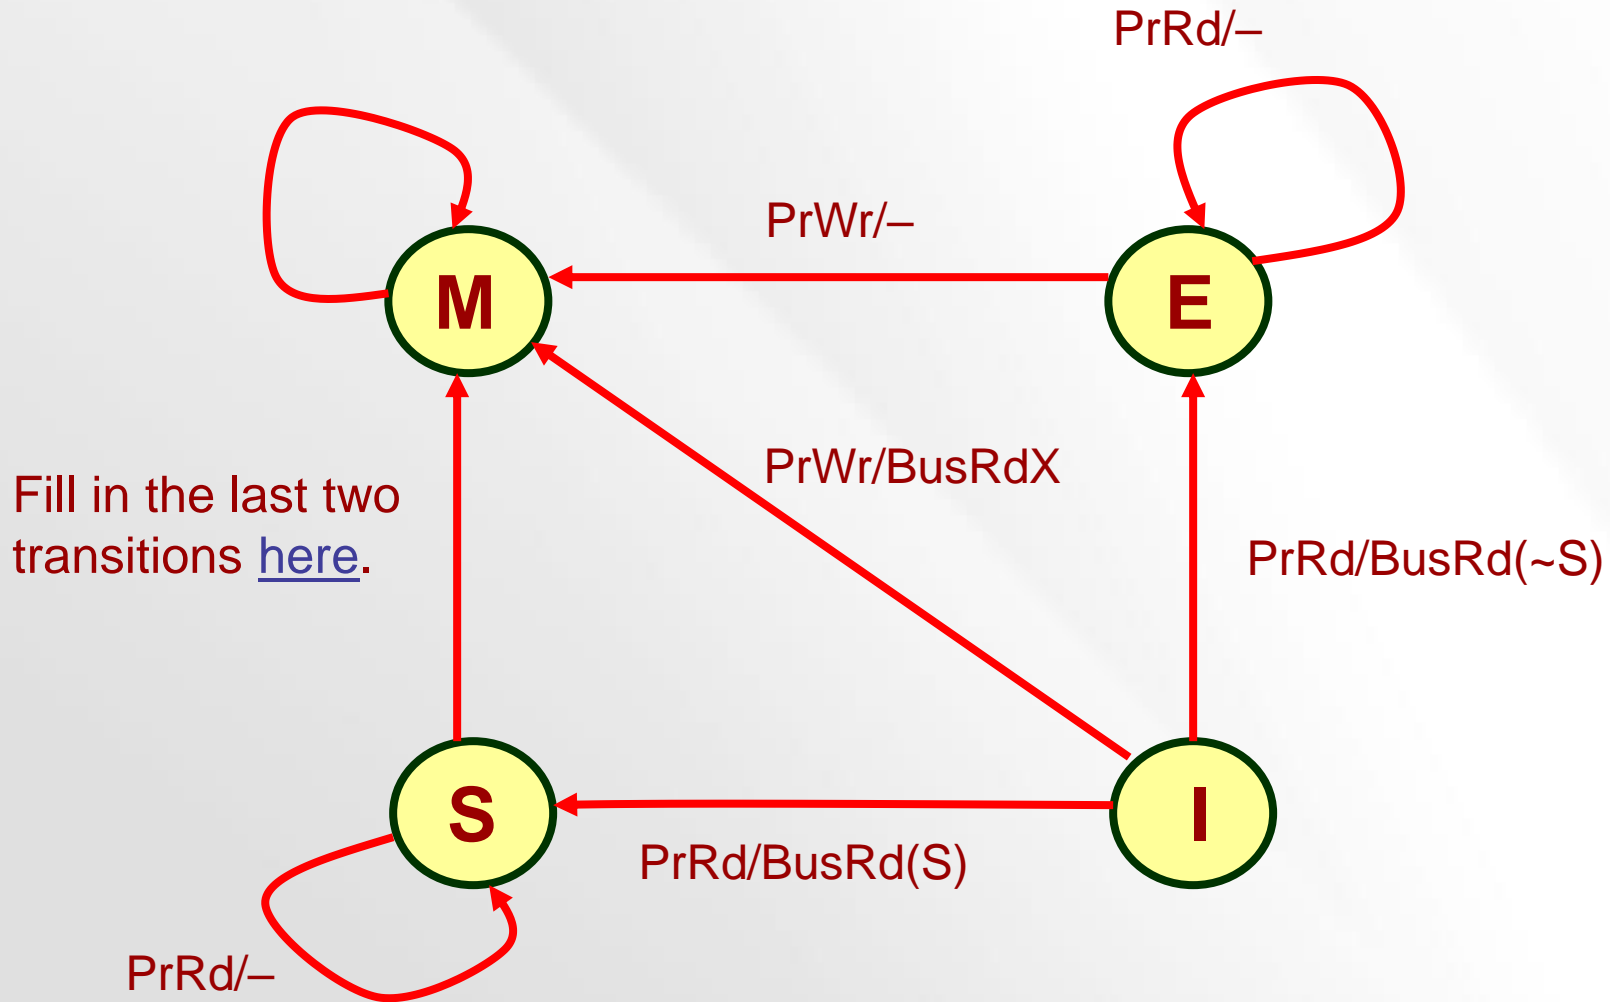 PrRd/–
PrWr/–
M
E
PrWr/BusRdX
Fill in the last two
transitions here.
PrRd/BusRd(~S)
S
I
PrRd/BusRd(S)
PrRd/–